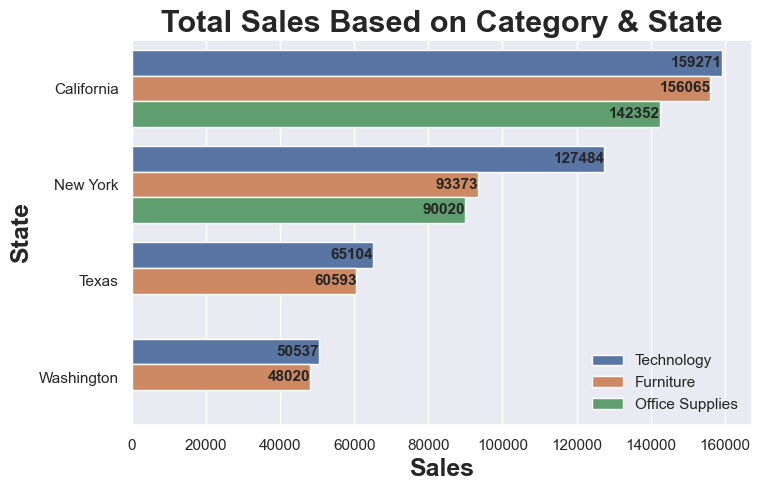 Total Sales Based on Category & State
State
California
159271
156065
142352
New York
127484
93373
90020
Texas
65104
60593
Washington
50537
48020
Technology
Furniture
Office Supplies
0 20000 40000 60000 80000 100000 120000 140000 160000
Sales